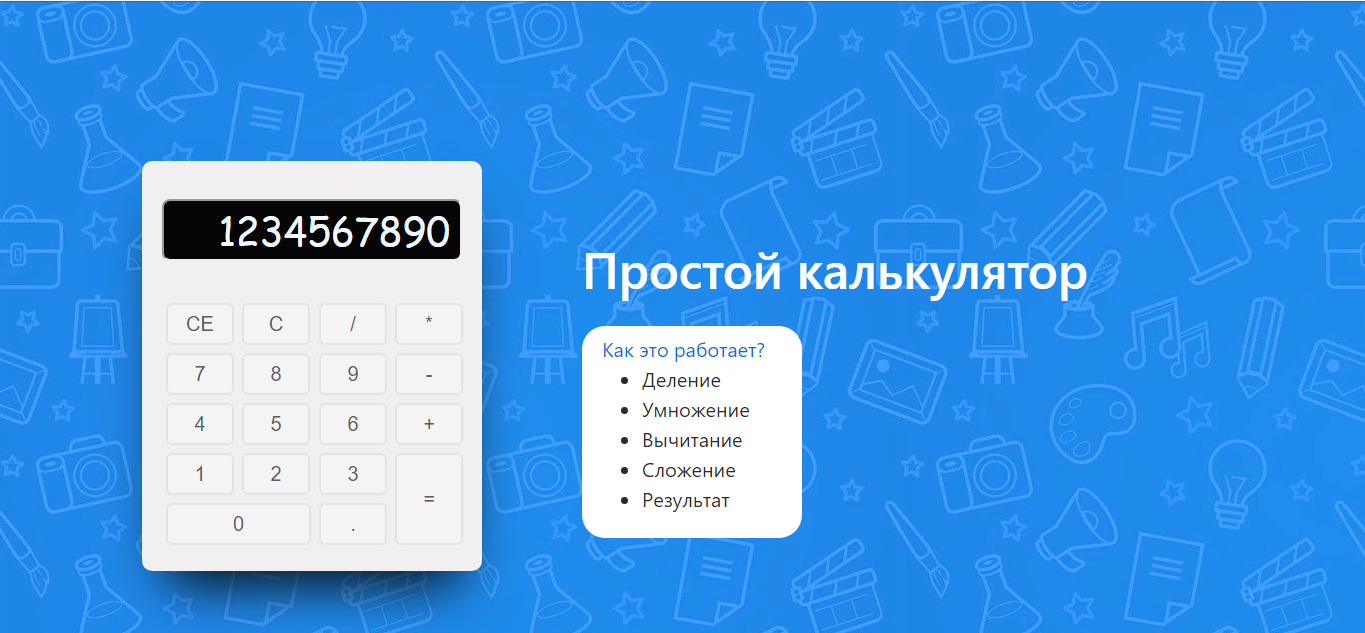 1234567890
CE C / *
7 8 9 -
4 5 6 +
1 2 3 =
0 .
Простой калькулятор
Как это работает?
• Деление
• Умножение
• Вычитание
• Сложение
• Результат